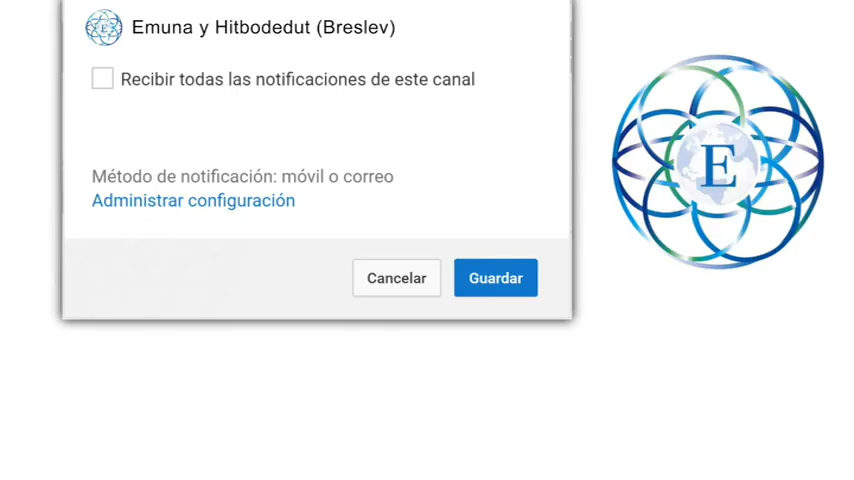 Emuna y Hitbodedut (Breslev)
Recibir todas las notificaciones de este canal
Método de notificación: móvil o correo
Administrar configuración
Cancelar
Guardar
E
E